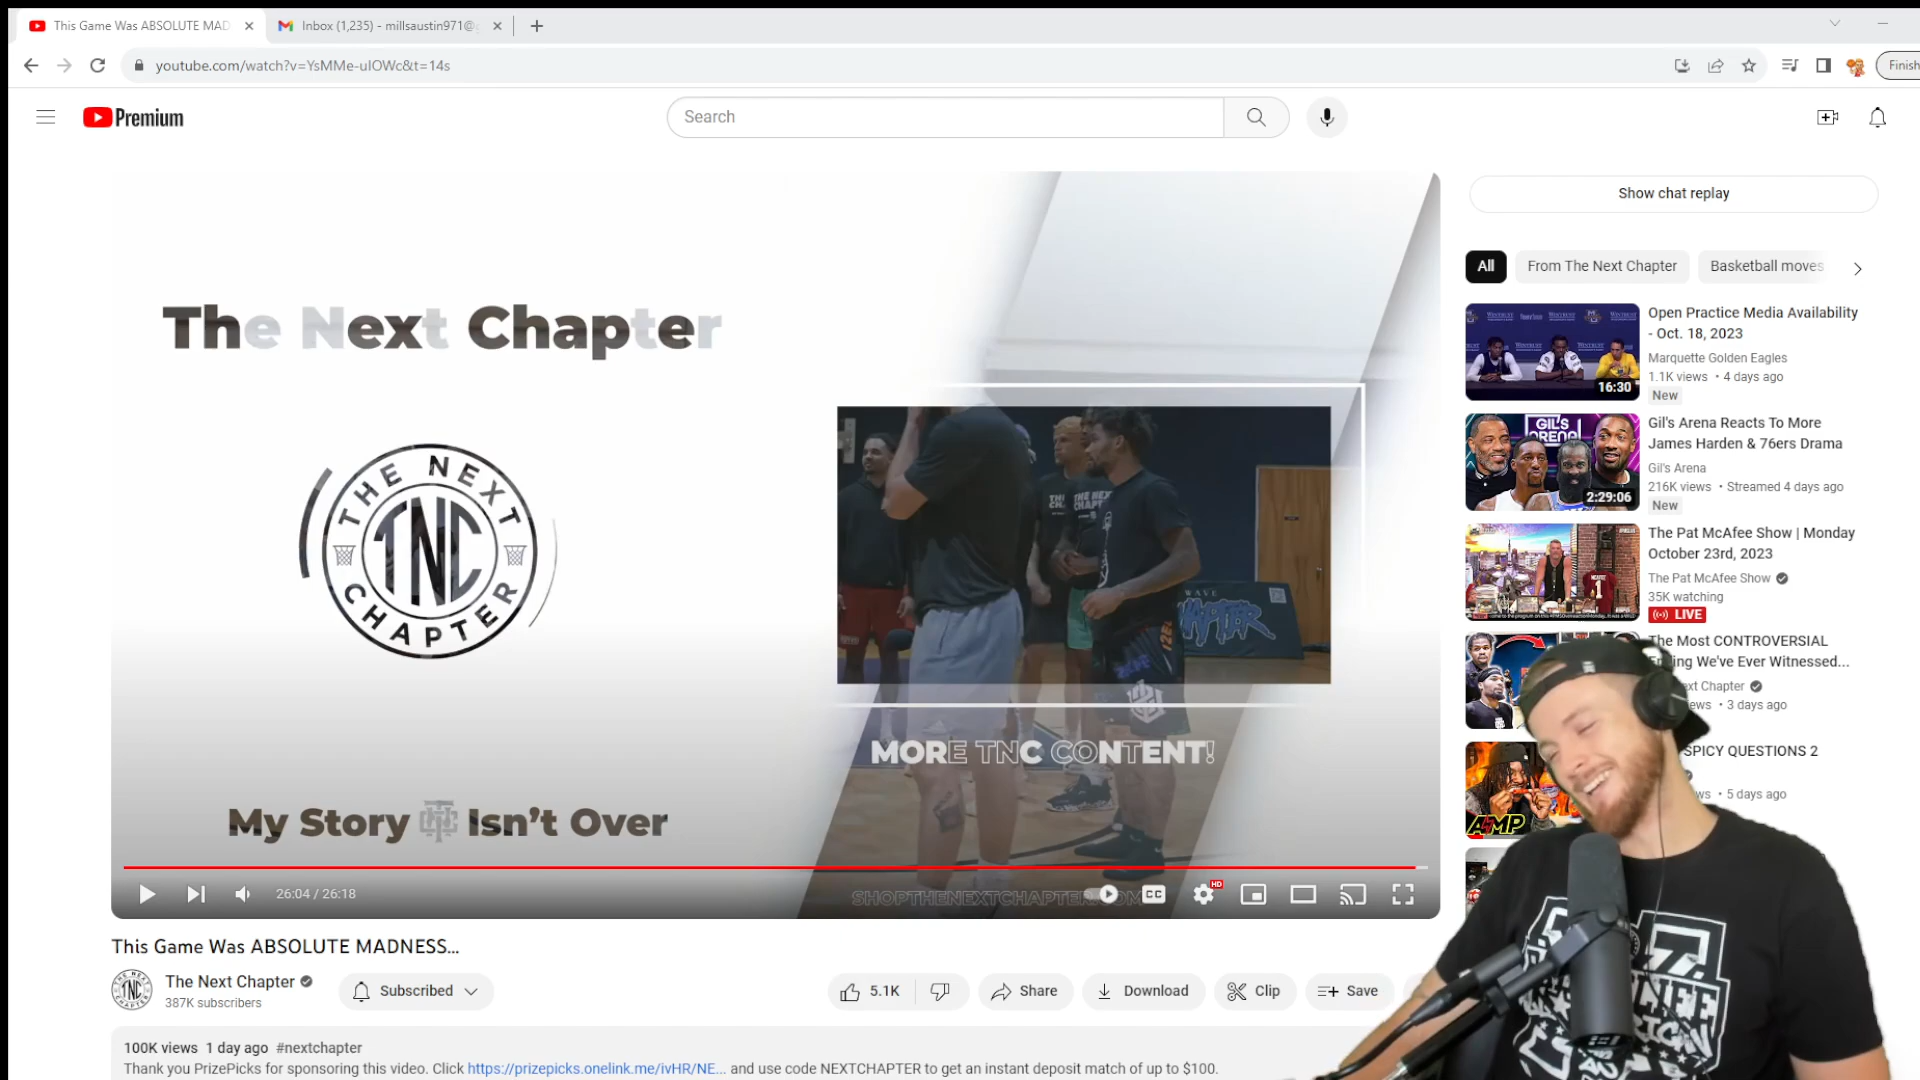 This Game Was ABSOLUTE MAD
Inbox (1,235) - millsaustin971@g
youtube.com/watch?v=YsMMe-uIOWc&t=14s
Finish
Premium
Search
Show chat replay
All
From The Next Chapter
Basketball moves
The Next Chapter
THE NEXT
TNC
CHAPTER
MORE TNC CONTENT!
My Story Isn't Over
SHOPTHENEXTCHAPTER.COM
26:04 / 26:18
CC
HD
Open Practice Media Availability
- Oct. 18, 2023
Marquette Golden Eagles
1.1K views • 4 days ago
New
16:30
GIL'S
ARENA
Gil's Arena Reacts To More
James Harden & 76ers Drama
Gil's Arena
216K views • Streamed 4 days ago
New
2:29:06
The Pat McAfee Show | Monday
October 23rd, 2023
The Pat McAfee Show
35K watching
LIVE
The Most CONTROVERSIAL
We've Ever Witnessed...
Chapter
3 days ago
SPICY QUESTIONS 2
5 days ago
AMP
This Game Was ABSOLUTE MADNESS...
The Next Chapter
387K subscribers
Subscribed
5.1K
Share
Download
Clip
Save
100K views 1 day ago #nextchapter
Thank you PrizePicks for sponsoring this video. Click https://prizepicks.onelink.me/ivHR/NE... and use code NEXTCHAPTER to get an instant deposit match of up to $100.